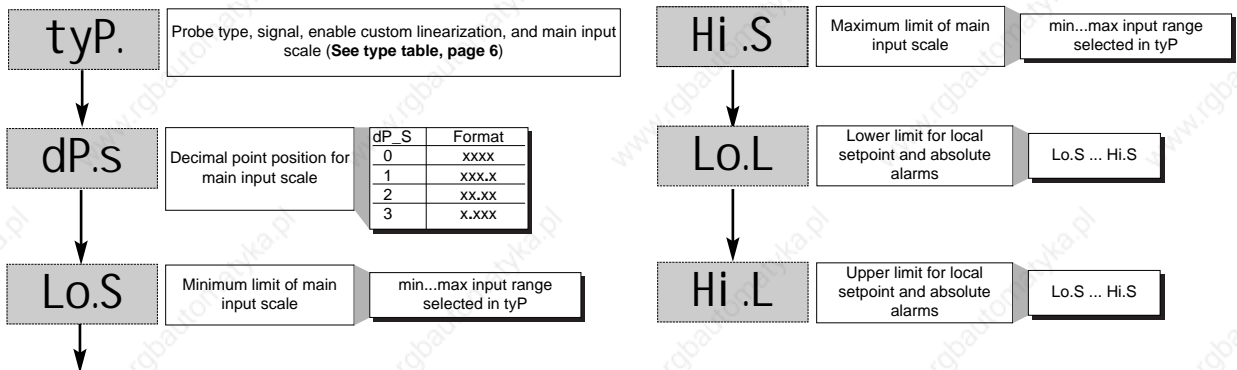 tyP.
Probe type, signal, enable custom linearization, and main input
scale (See type table, page 6)
dP.s
Decimal point position for
main input scale
dP_S Format
0 xxxx
1 xxx.x
2 xx.xx
3 x.xxx
Lo.S
Minimum limit of main
input scale
min...max input range
selected in tyP
Hi .S
Maximum limit of main
input scale
min...max input range
selected in tyP
Lo.L
Lower limit for local
setpoint and absolute
alarms
Lo.S ... Hi.S
Hi .L
Upper limit for local
setpoint and absolute
alarms
Lo.S ... Hi.S
www.rgbautomatyka.pl